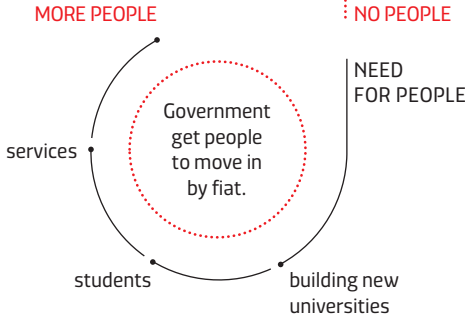 MORE PEOPLE
NO PEOPLE
NEED
FOR PEOPLE
Government
get people
to move in
by fiat.
services
students
building new
universities